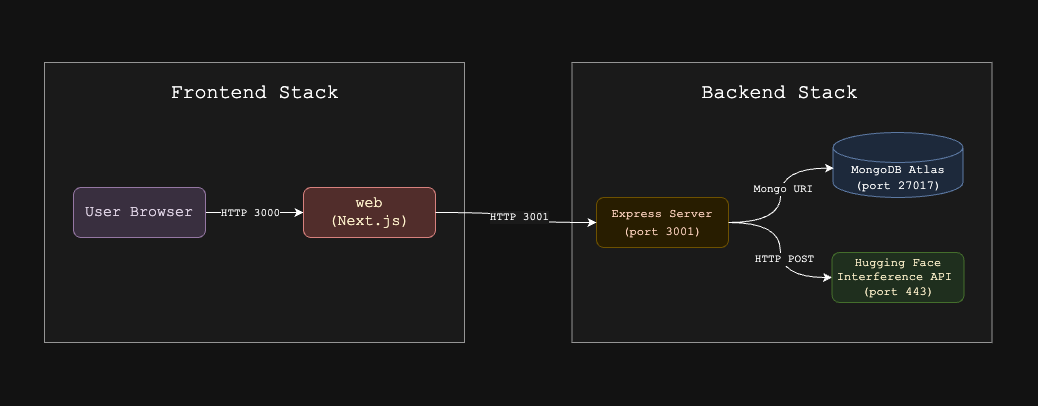 Frontend Stack
User Browser
HTTP 3000
web
(Next.js)
HTTP 3001
Backend Stack
Express Server
(port 3001)
Mongo URI
MongoDB Atlas
(port 27017)
HTTP POST
Hugging Face
Interference API
(port 443)